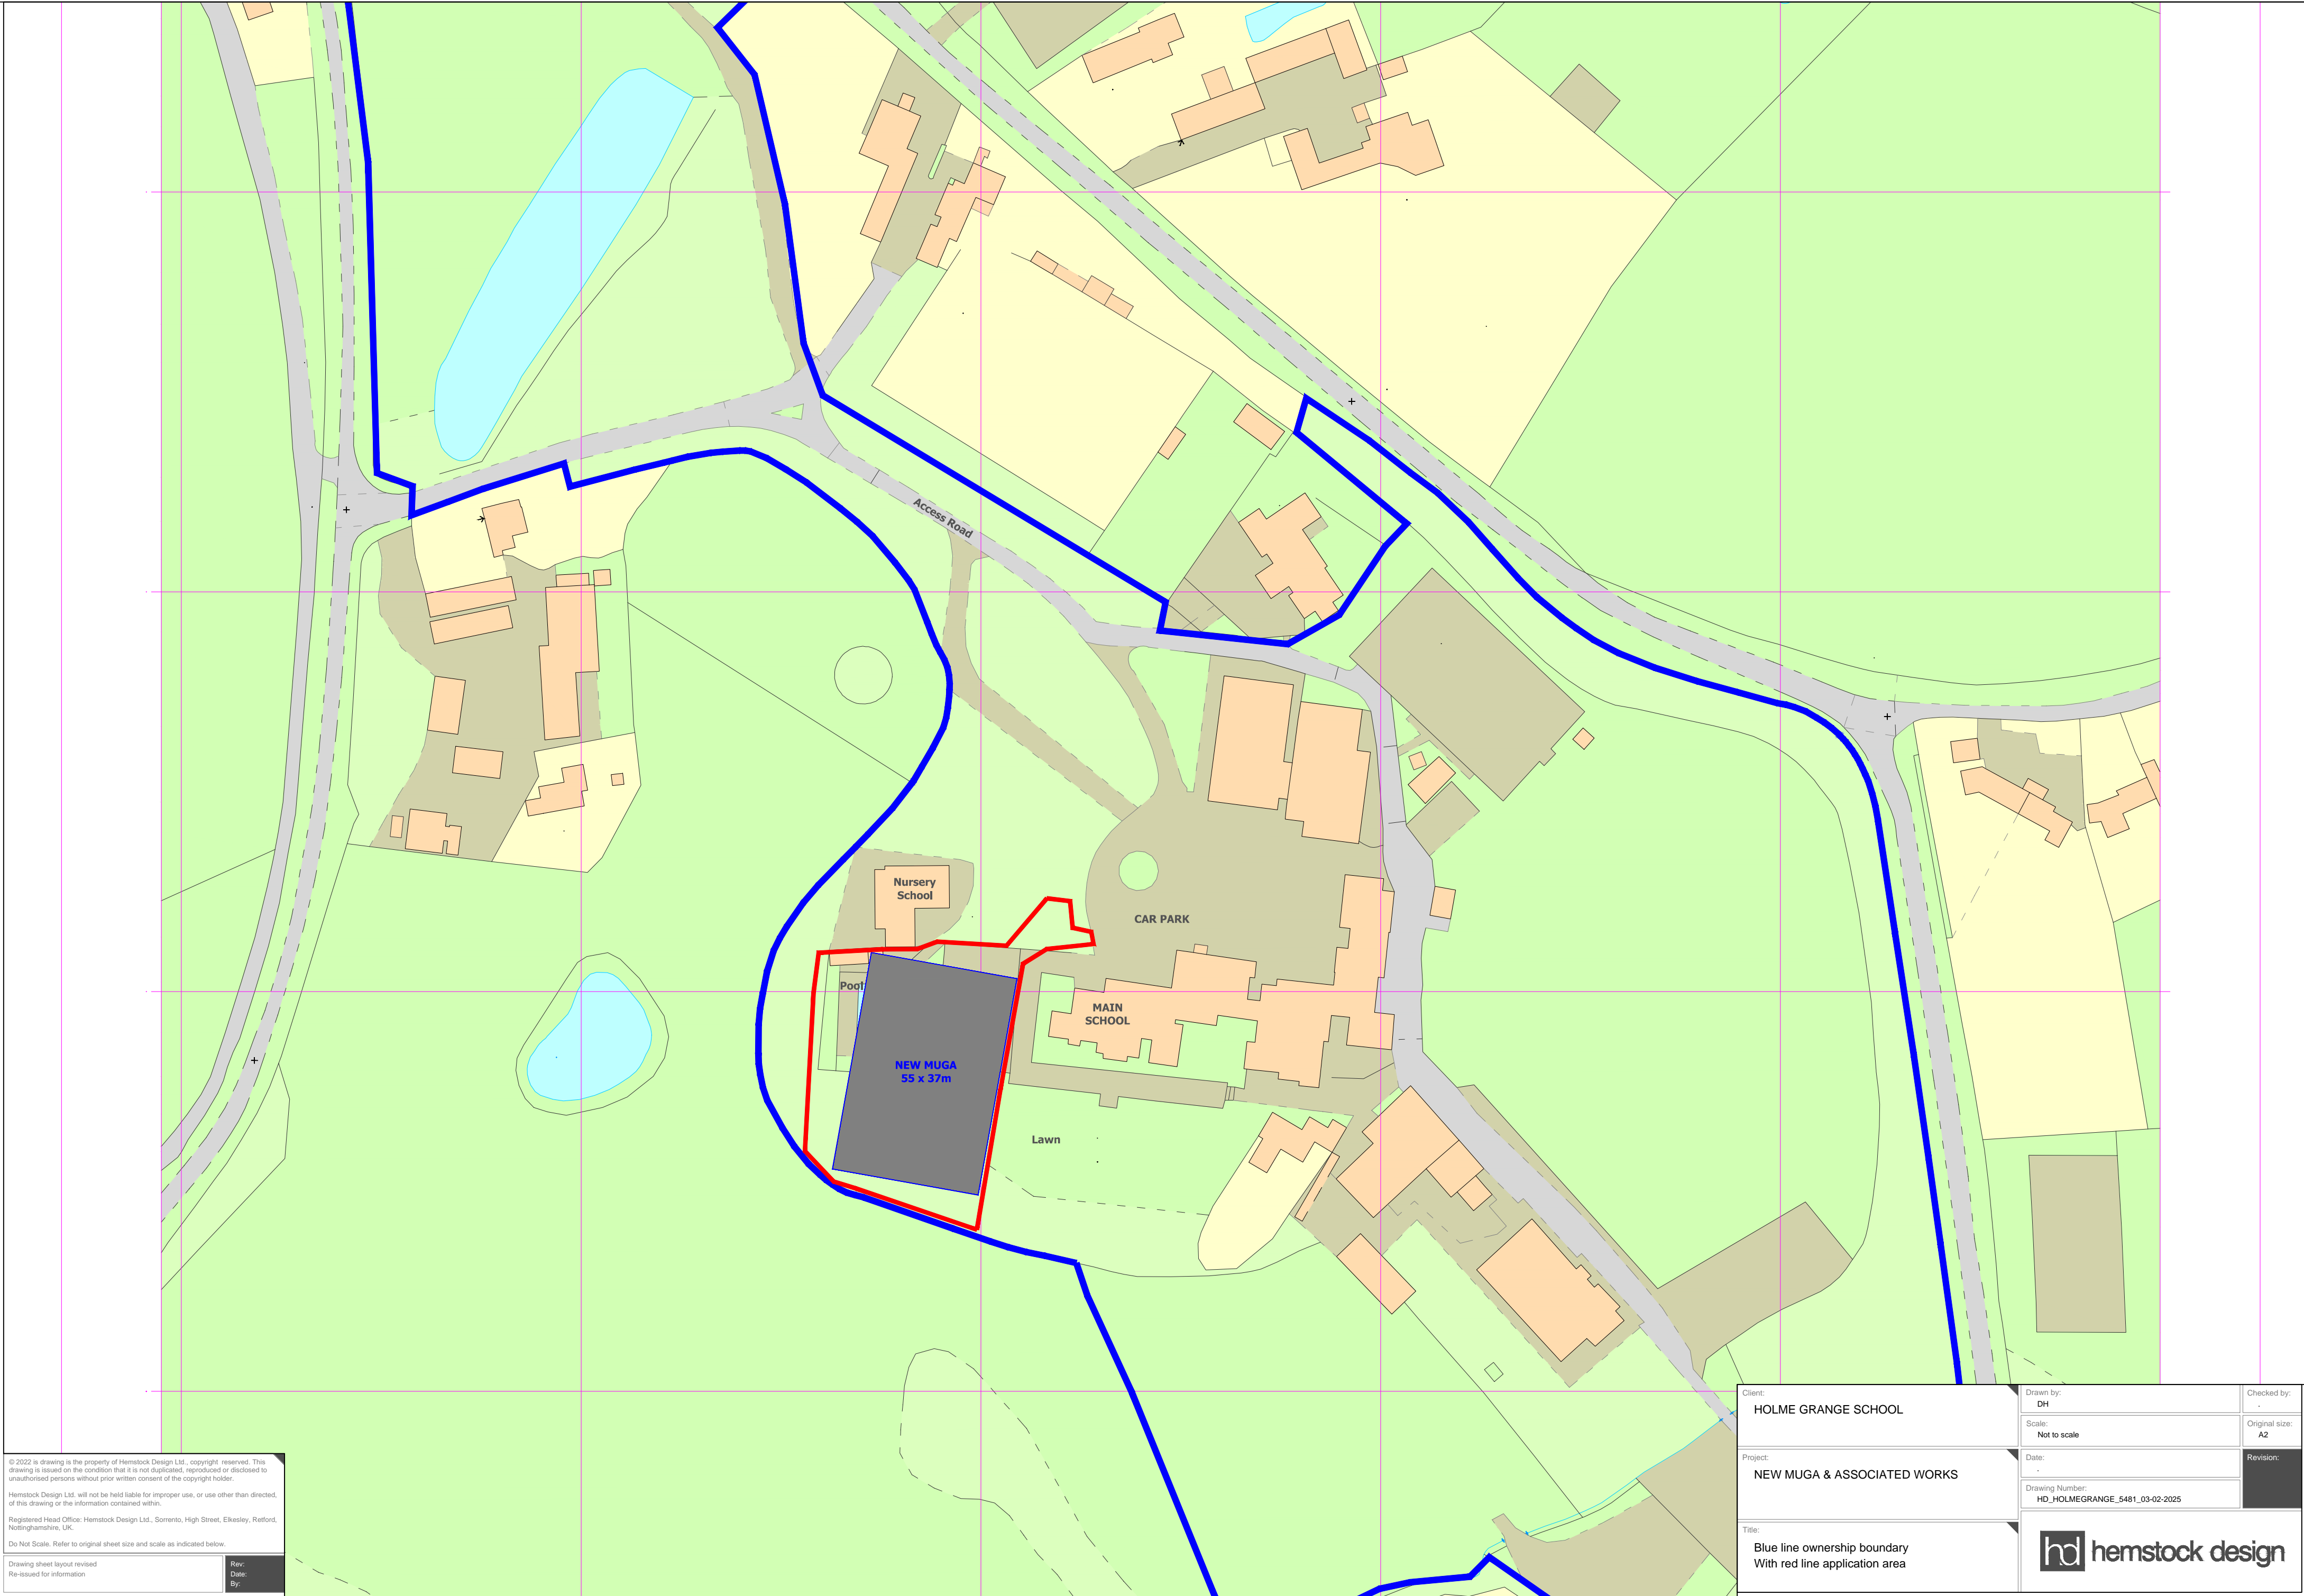 Access Road
Nursery
School
CAR PARK
Pool
MAIN
SCHOOL
NEW MUGA
55 x 37m
Lawn
© 2022 is drawing is the property of Hemstock Design Ltd., copyright reserved. This
drawing is issued on the condition that it is not duplicated, reproduced or disclosed to
unauthorised persons without prior written consent of the copyright holder.
Hemstock Design Ltd. will not be held liable for improper use, or use other than directed,
of this drawing or the information contained within.
Registered Head Office: Hemstock Design Ltd., Sorrento, High Street, Elkesley, Retford,
Nottinghamshire, UK.
Do Not Scale. Refer to original sheet size and scale as indicated below.
Drawing sheet layout revised
Re-issued for information
Rev:
Date:
By:
Client:
HOLME GRANGE SCHOOL
Project:
NEW MUGA & ASSOCIATED WORKS
Title:
Blue line ownership boundary
With red line application area
Drawn by:
DH
Checked by:
.
Scale:
Not to scale
Original size:
A2
Date:
.
Revision:
Drawing Number:
HD_HOLMEGRANGE_5481_03-02-2025
hd hemstock design